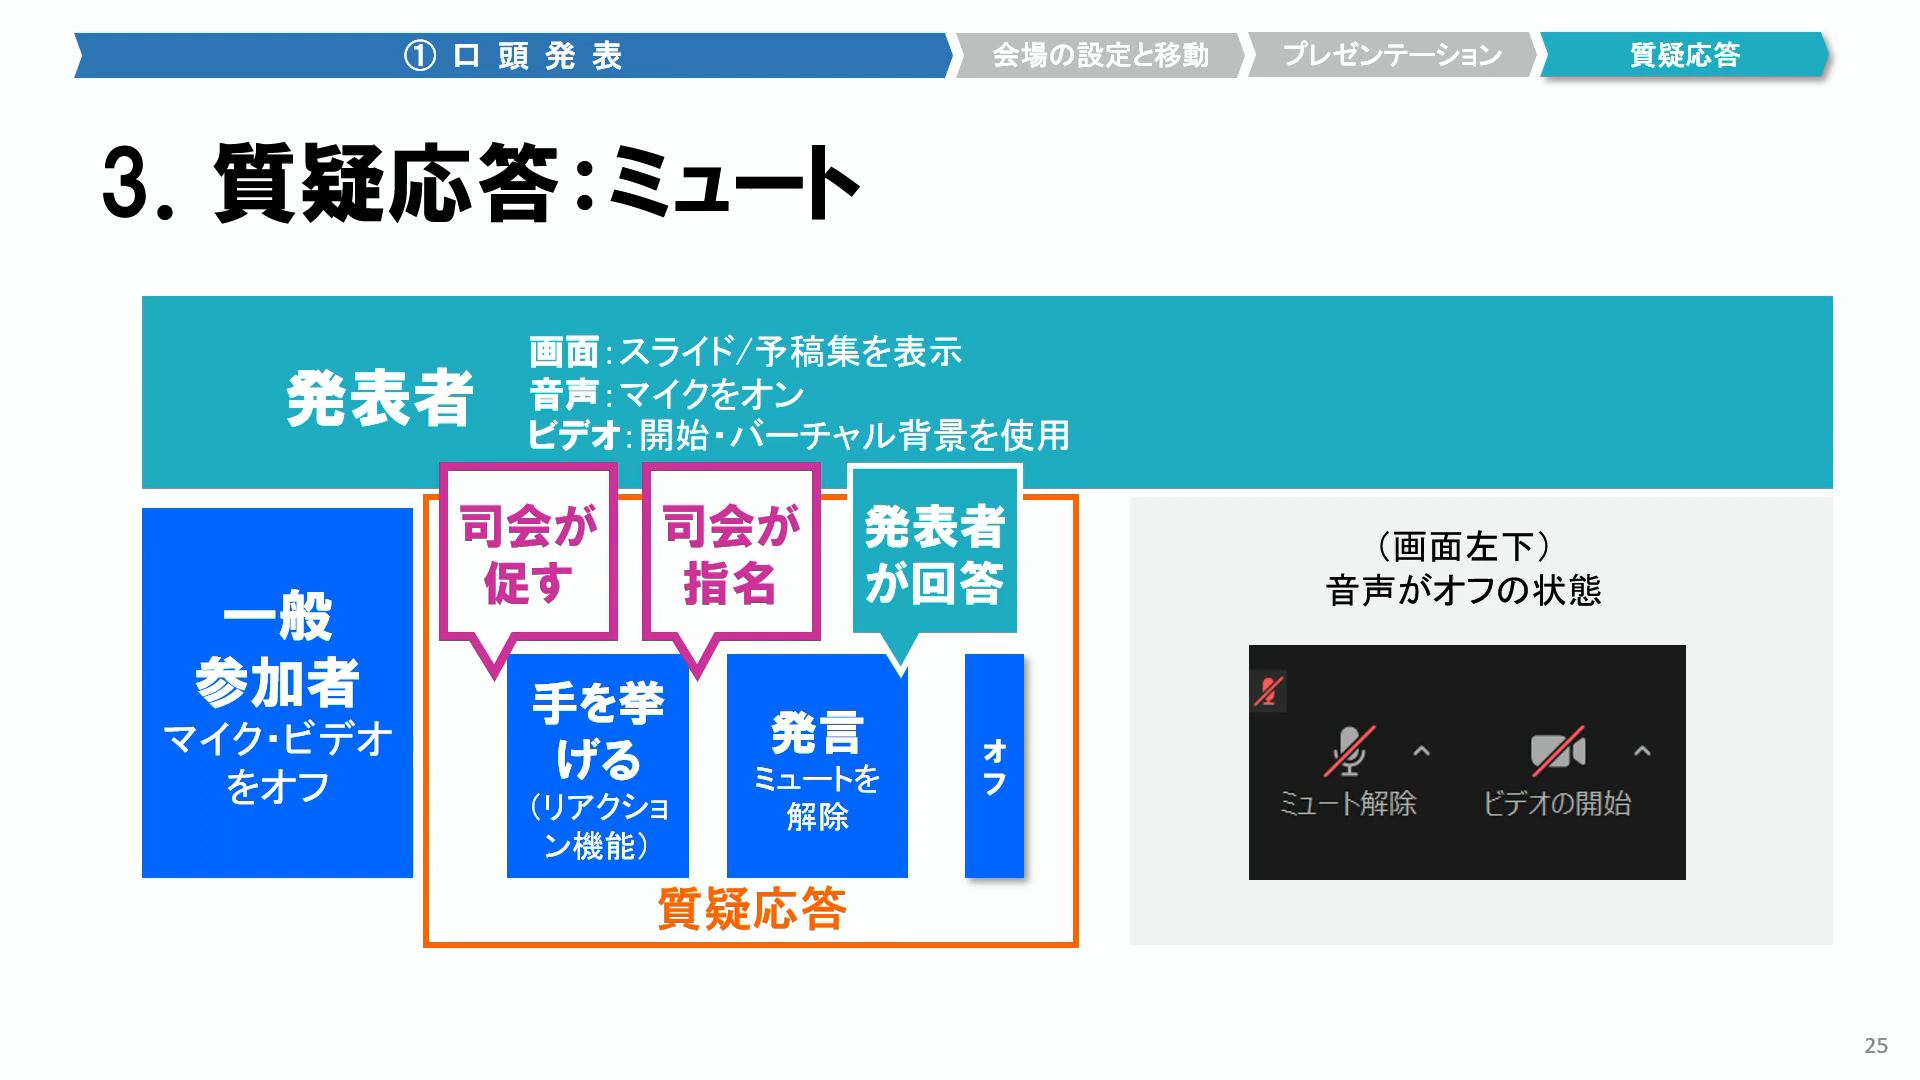 ① 口 頭 発 表
会場の設定と移動
プレゼンテーション
質疑応答
3. 質疑応答：ミュート
発表者
画面：スライド/予稿集を表示
音声：マイクをオン
ビデオ：開始・バーチャル背景を使用
一般
参加者
マイク・ビデオ
をオフ
司会が
促す
司会が
指名
発表者
が回答
手を挙
げる
（リアクショ
ン機能）
発言
ミュートを
解除
オ
フ
質疑応答
（画面左下）
音声がオフの状態
ミュート解除
ビデオの開始
25